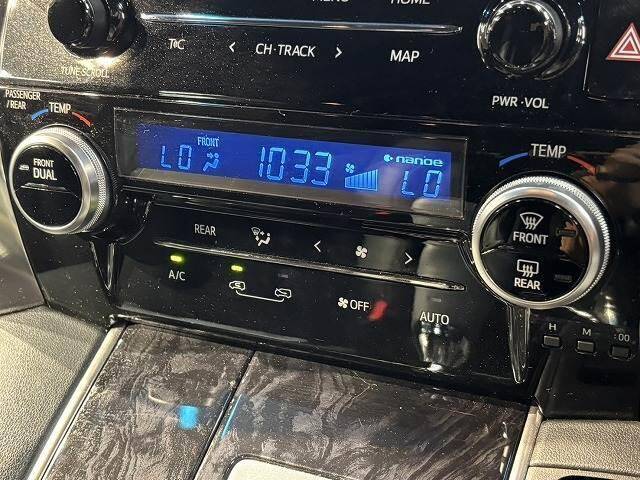 HOME
TUNE·SCROLL
T◦C
CH·TRACK
MAP
PWR·VOL
PASSENGER
/REAR
TEMP
FRONT
DUAL
FRONT
LO
10:33
nanoe
LO
TEMP
FRONT
REAR
REAR
A/C
OFF
AUTO
H
M
:00